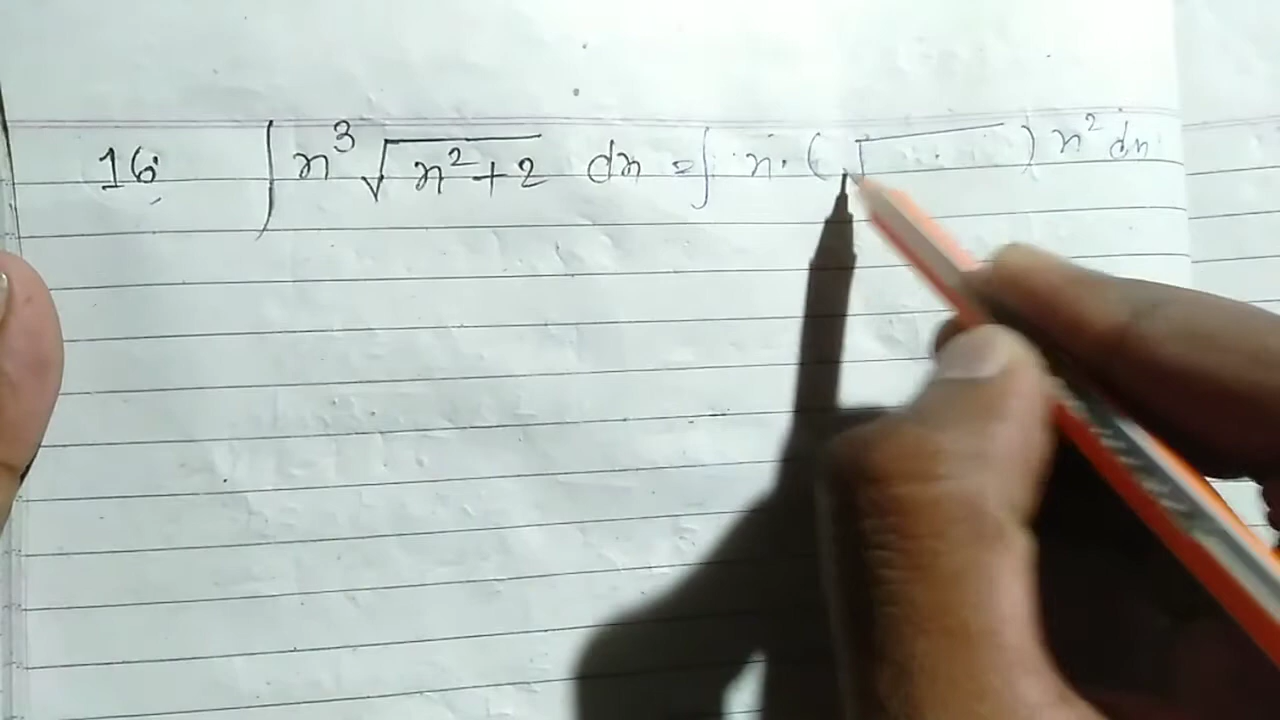 16. ∫ x³ √(x²+2) dx = ∫ x·(√ ) x² dx